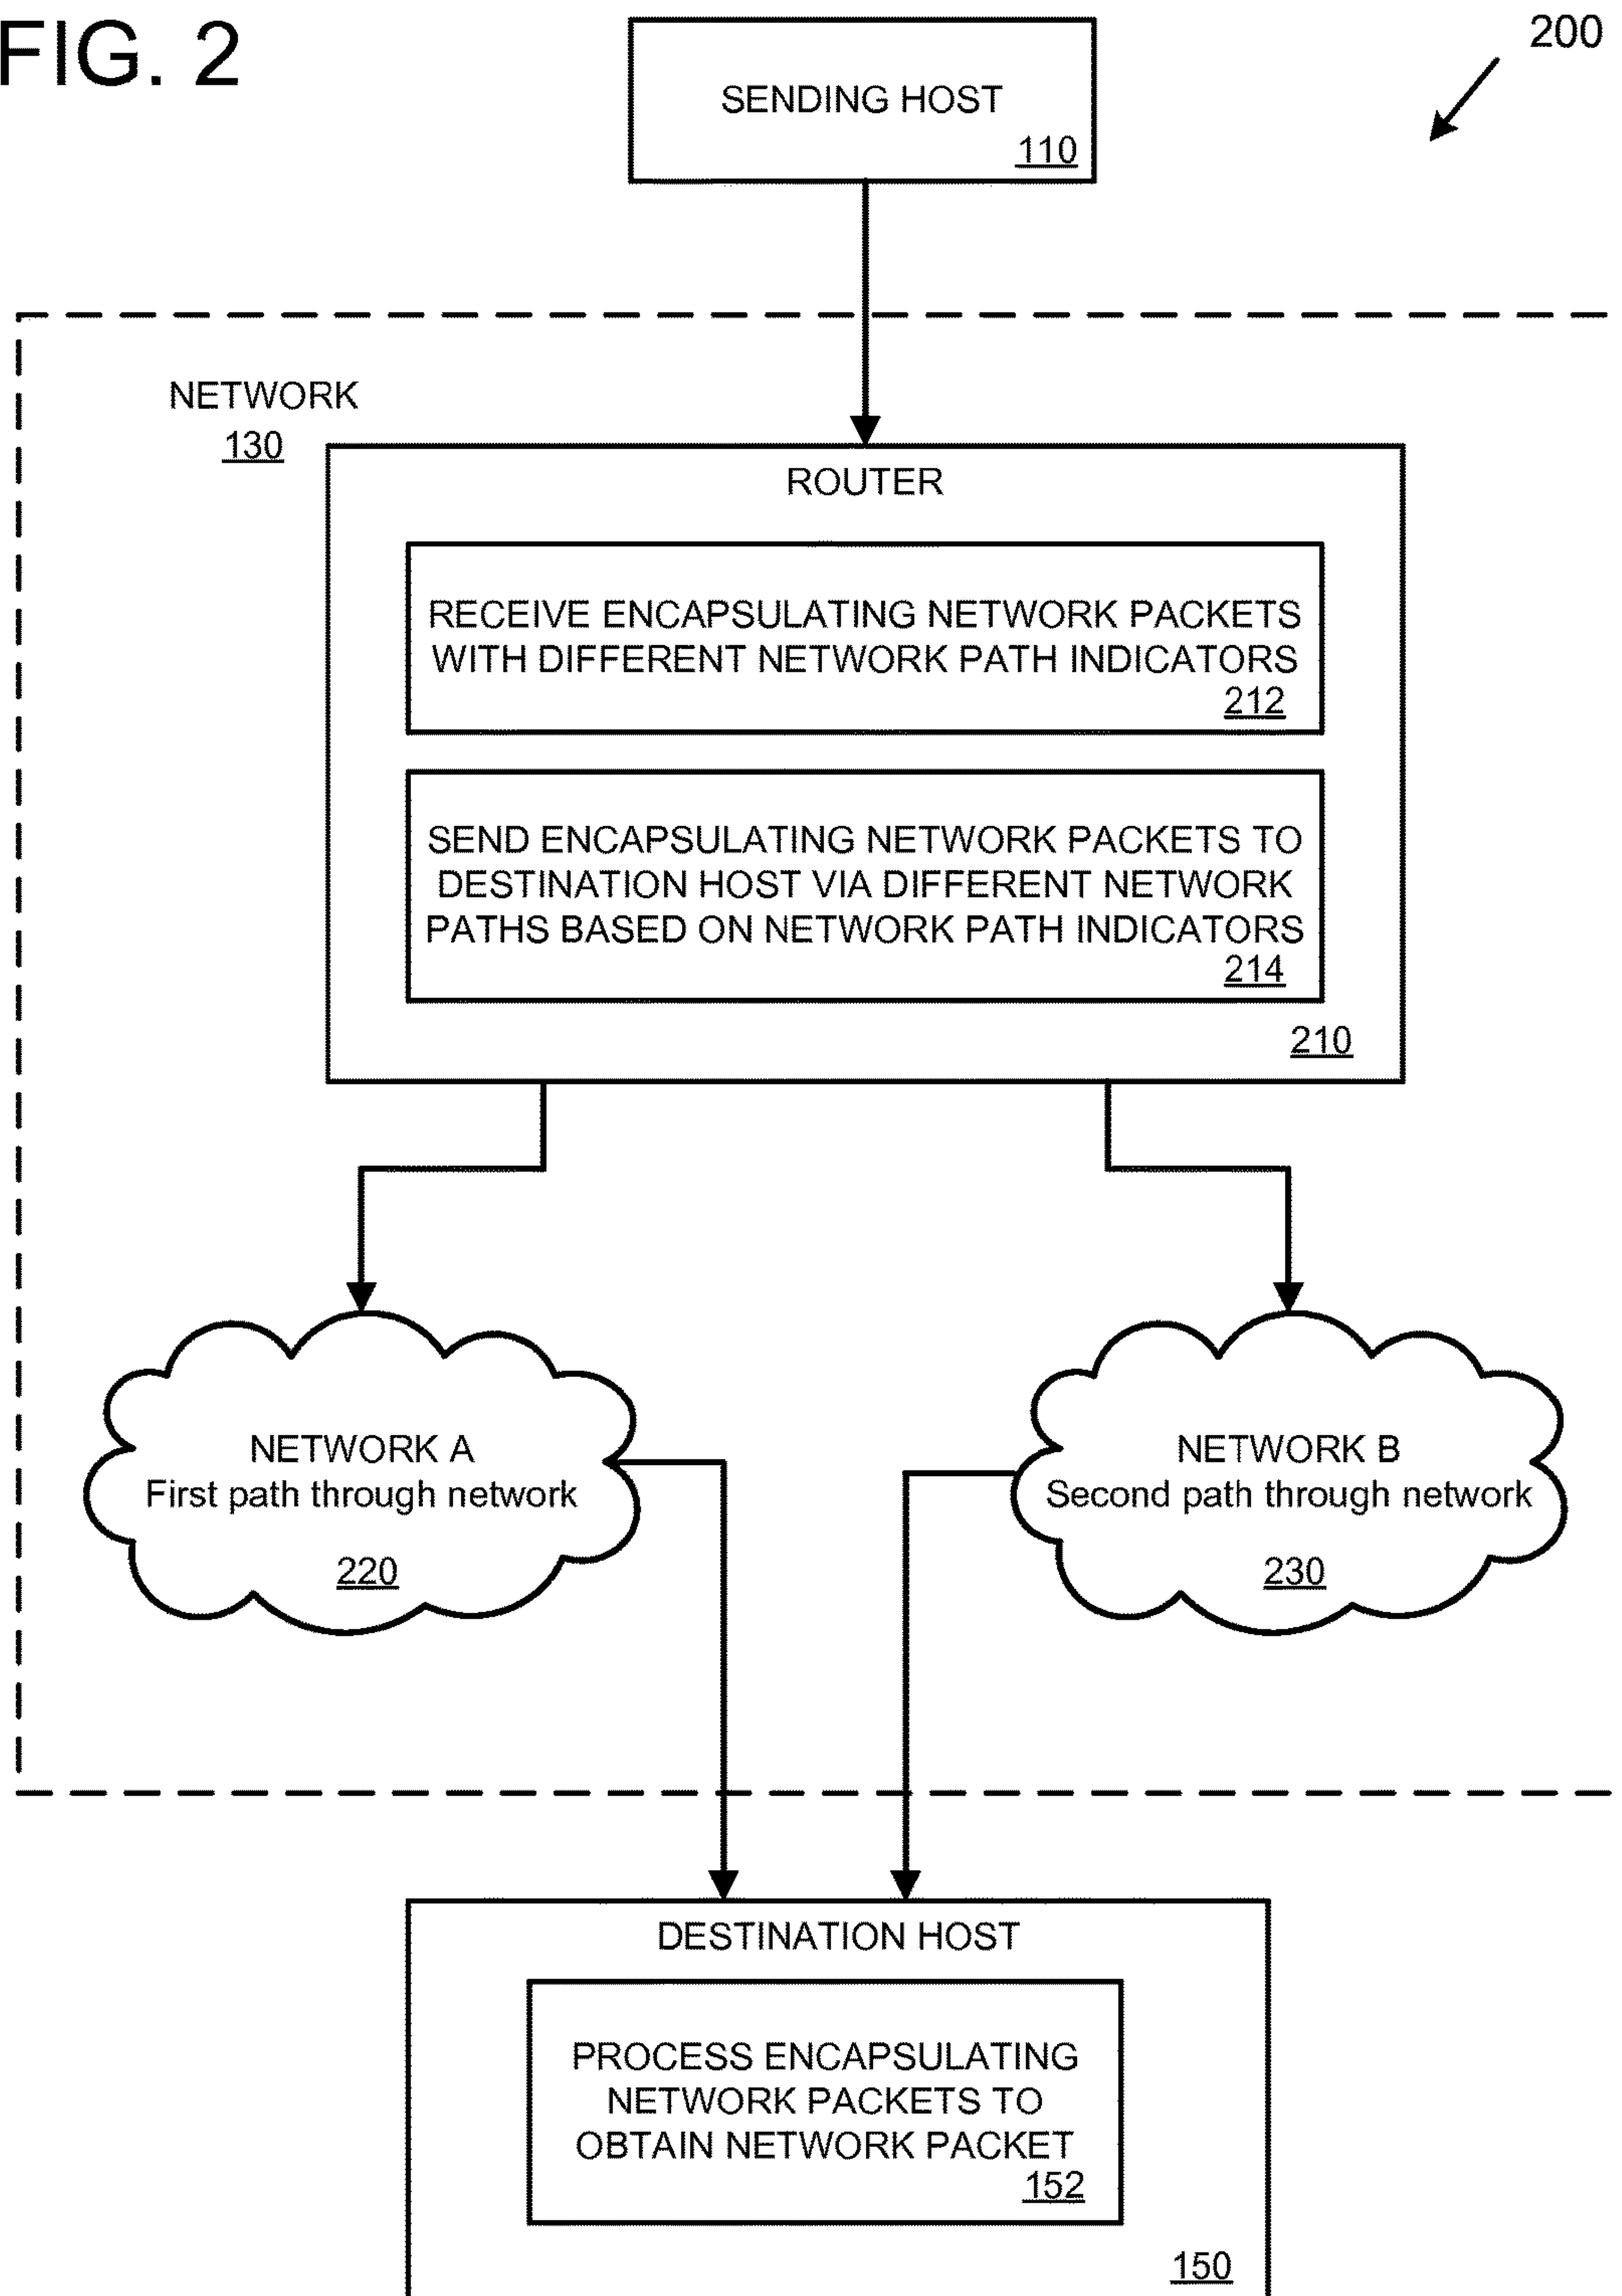 FIG. 2
200
SENDING HOST
110
NETWORK
130
ROUTER
RECEIVE ENCAPSULATING NETWORK PACKETS
WITH DIFFERENT NETWORK PATH INDICATORS
212
SEND ENCAPSULATING NETWORK PACKETS TO
DESTINATION HOST VIA DIFFERENT NETWORK
PATHS BASED ON NETWORK PATH INDICATORS
214
210
NETWORK A
First path through network
220
NETWORK B
Second path through network
230
DESTINATION HOST
PROCESS ENCAPSULATING
NETWORK PACKETS TO
OBTAIN NETWORK PACKET
152
150